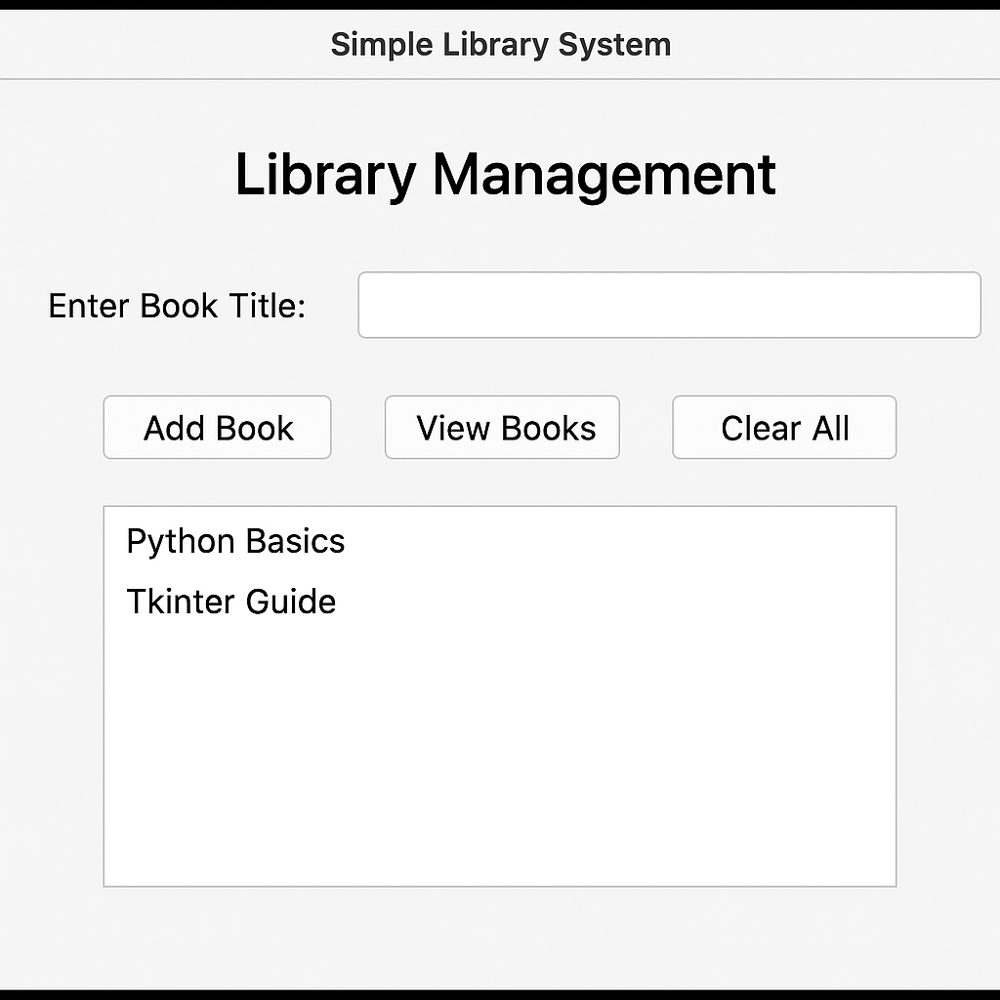 Simple Library System
Library Management
Enter Book Title:
Add Book View Books Clear All
Python Basics
Tkinter Guide